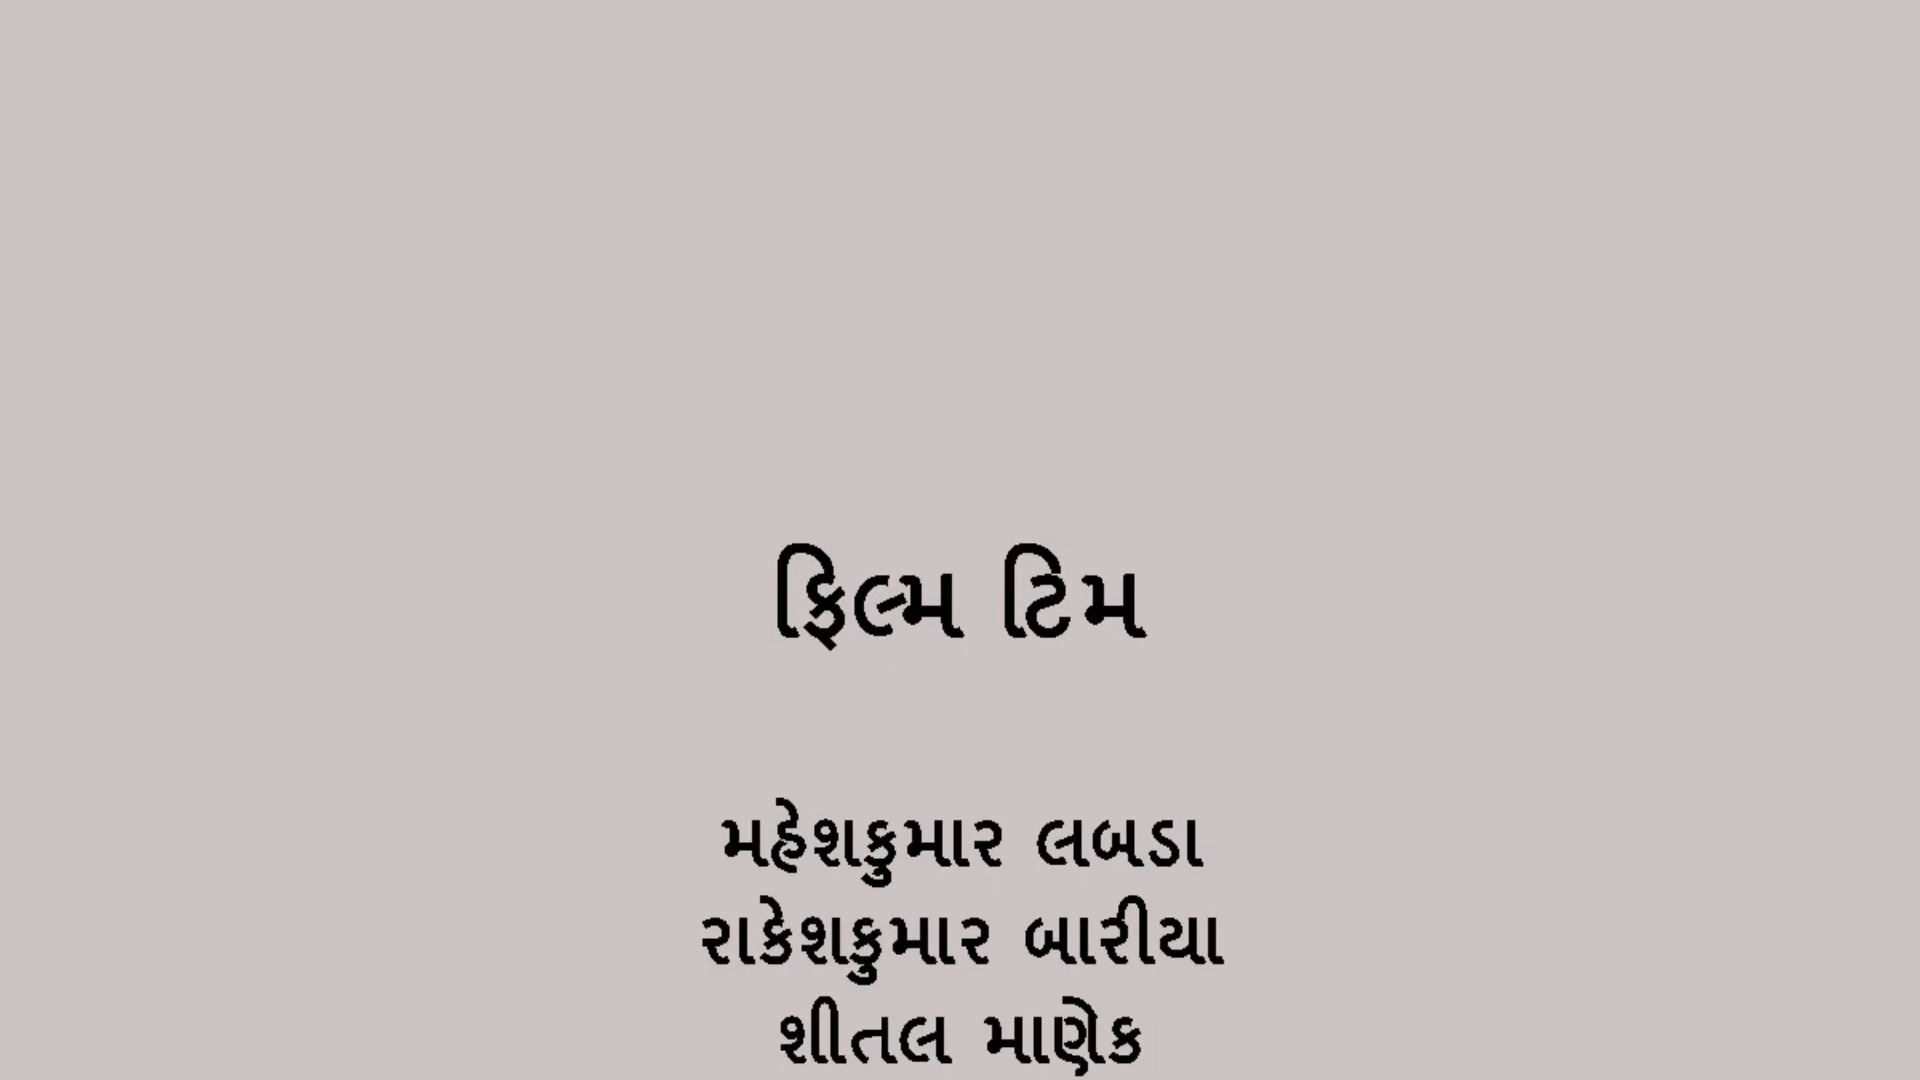 ફિલ્મ ટિમ
મહેશકુમાર લબડા
રાકેશકુમાર બારીયા
શીતલ માણેક